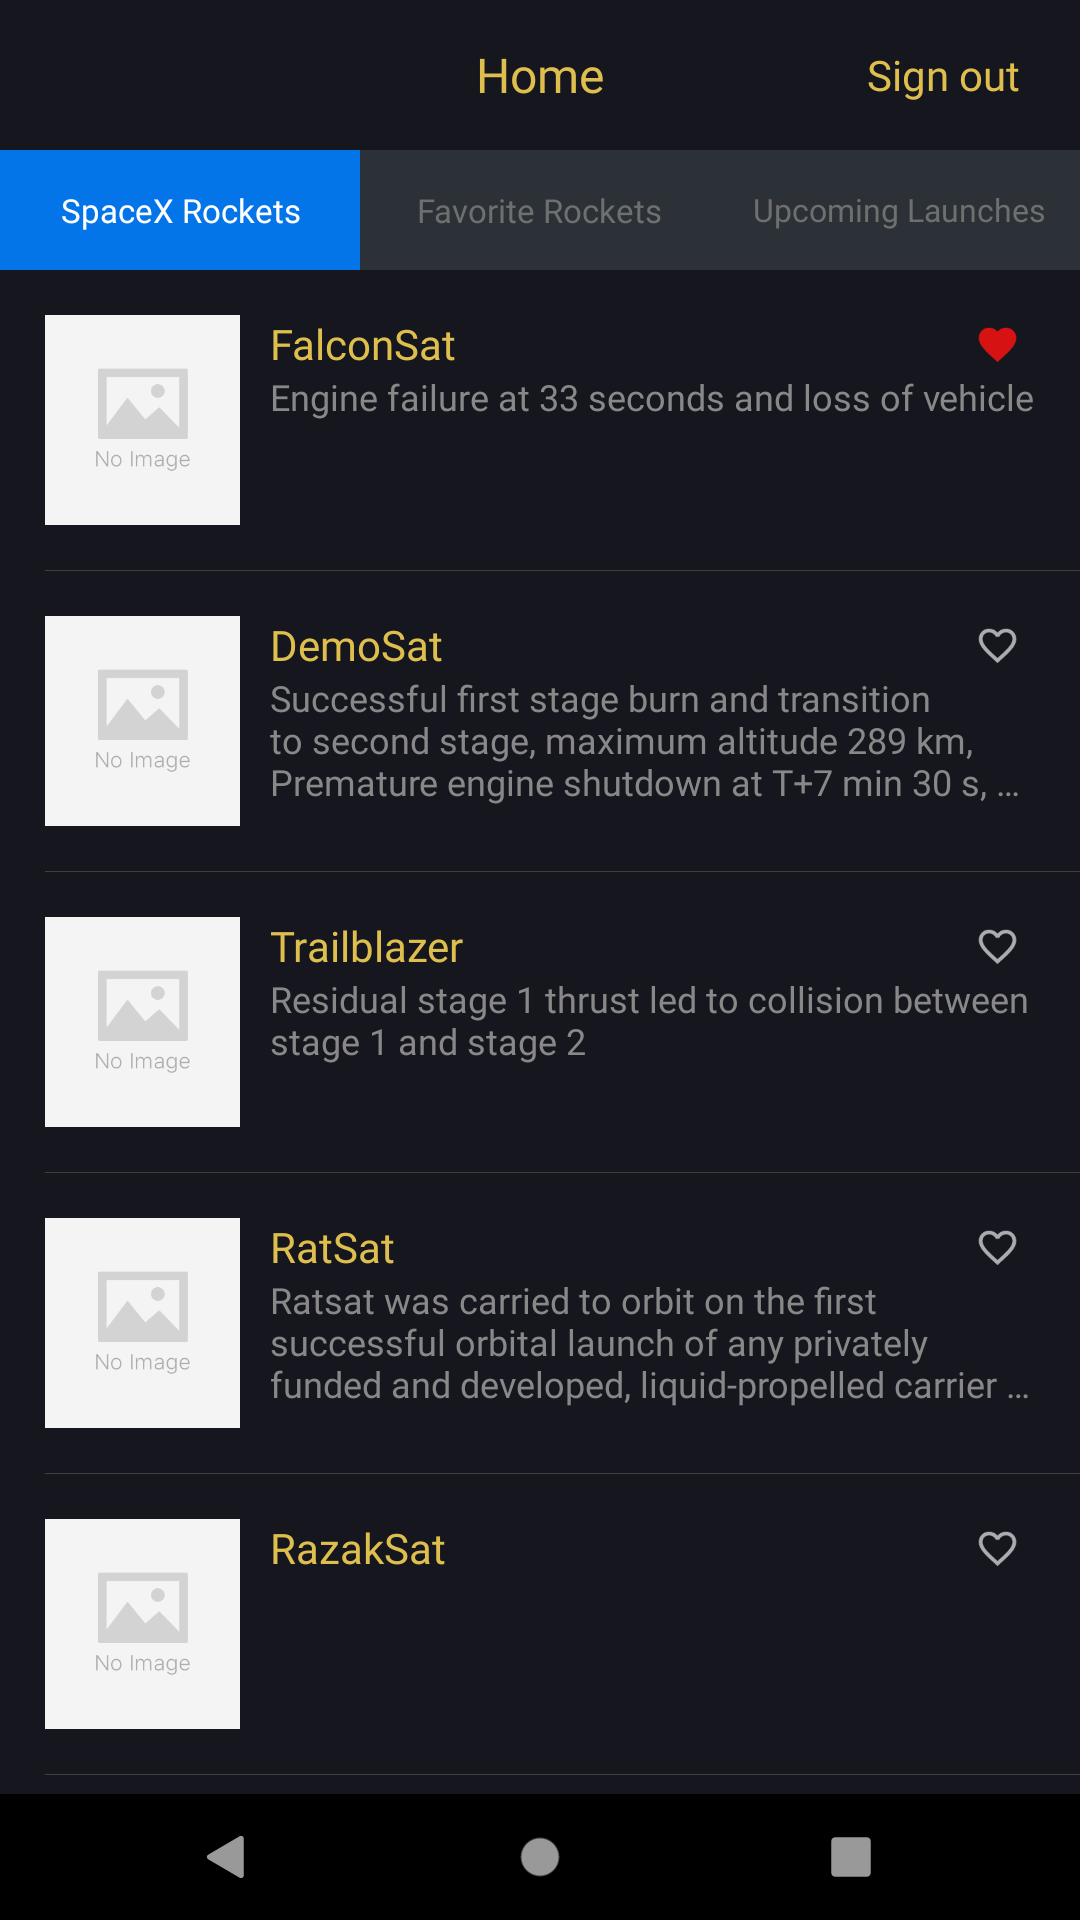 Home
Sign out
SpaceX Rockets
Favorite Rockets
Upcoming Launches
No Image
FalconSat
Engine failure at 33 seconds and loss of vehicle
No Image
DemoSat
Successful first stage burn and transition
to second stage, maximum altitude 289 km,
Premature engine shutdown at T+7 min 30 s, ...
No Image
Trailblazer
Residual stage 1 thrust led to collision between
stage 1 and stage 2
No Image
RatSat
Ratsat was carried to orbit on the first
successful orbital launch of any privately
funded and developed, liquid-propelled carrier ...
No Image
RazakSat